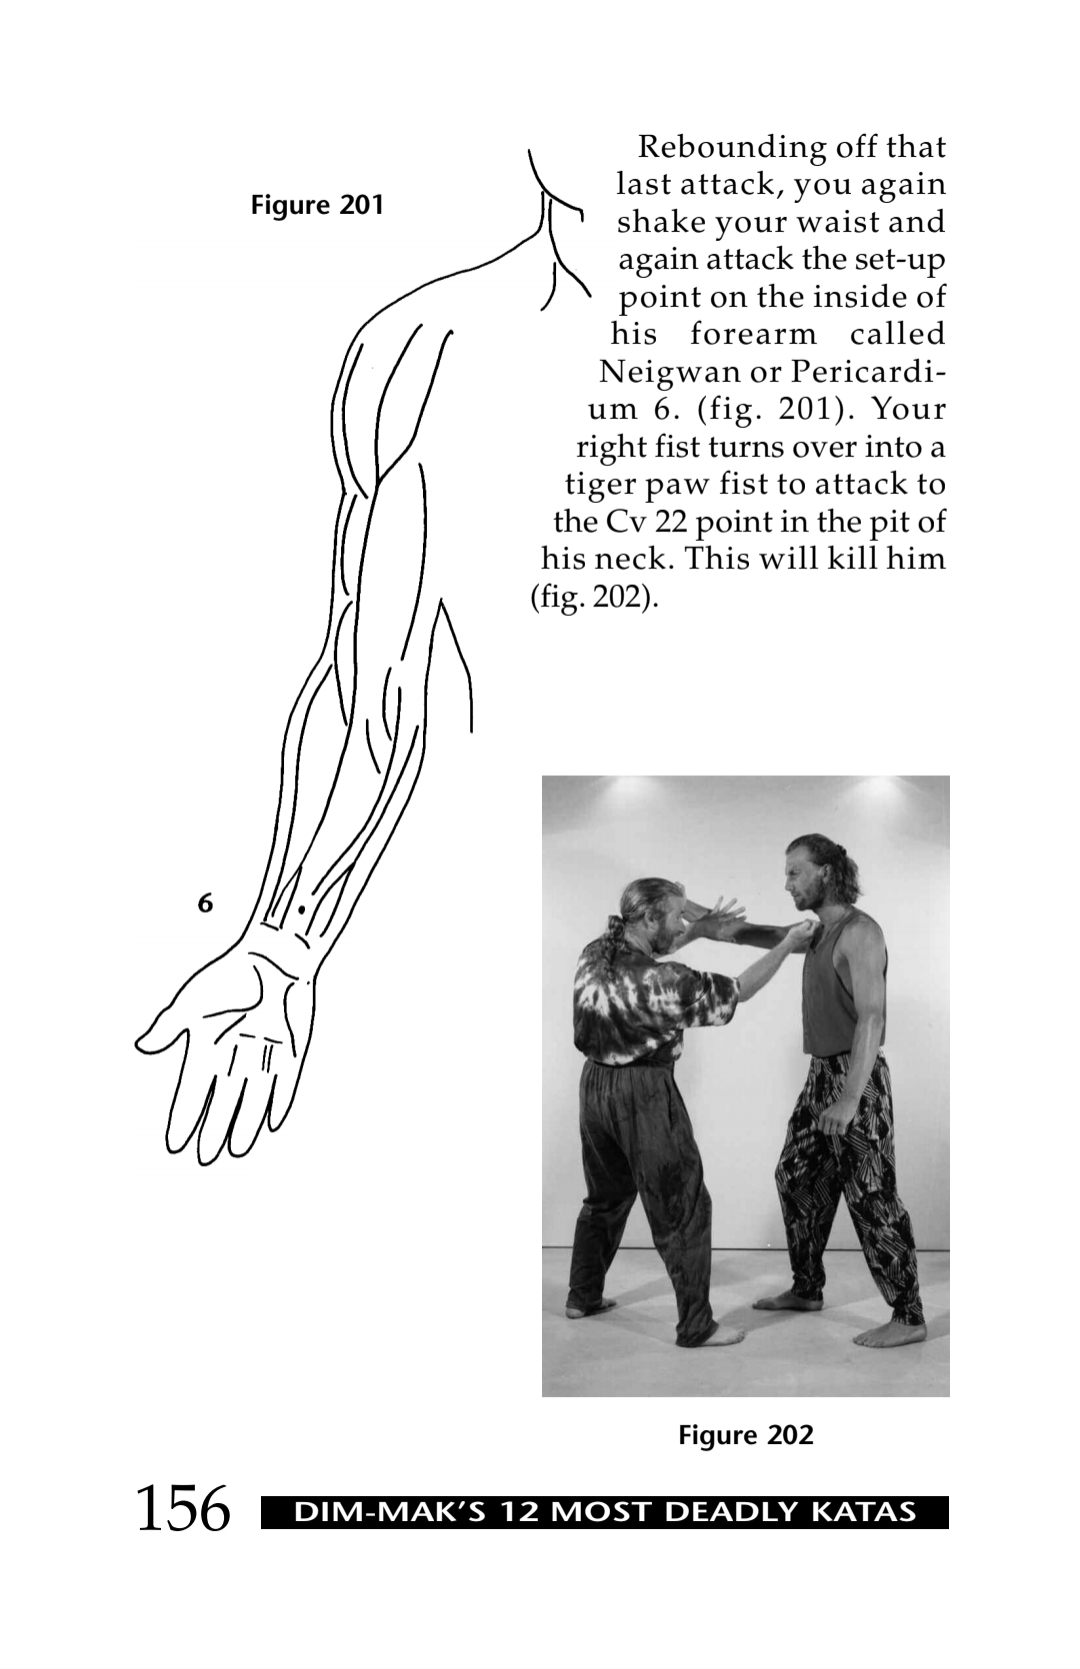 Figure 201
Rebounding off that
last attack, you again
shake your waist and
again attack the set-up
point on the inside of
his forearm called
Neigwan or Pericardi-
um 6. (fig. 201). Your
right fist turns over into a
tiger paw fist to attack to
the Cv 22 point in the pit of
his neck. This will kill him
(fig. 202).
6
Figure 202
156 DIM-MAK'S 12 MOST DEADLY KATAS